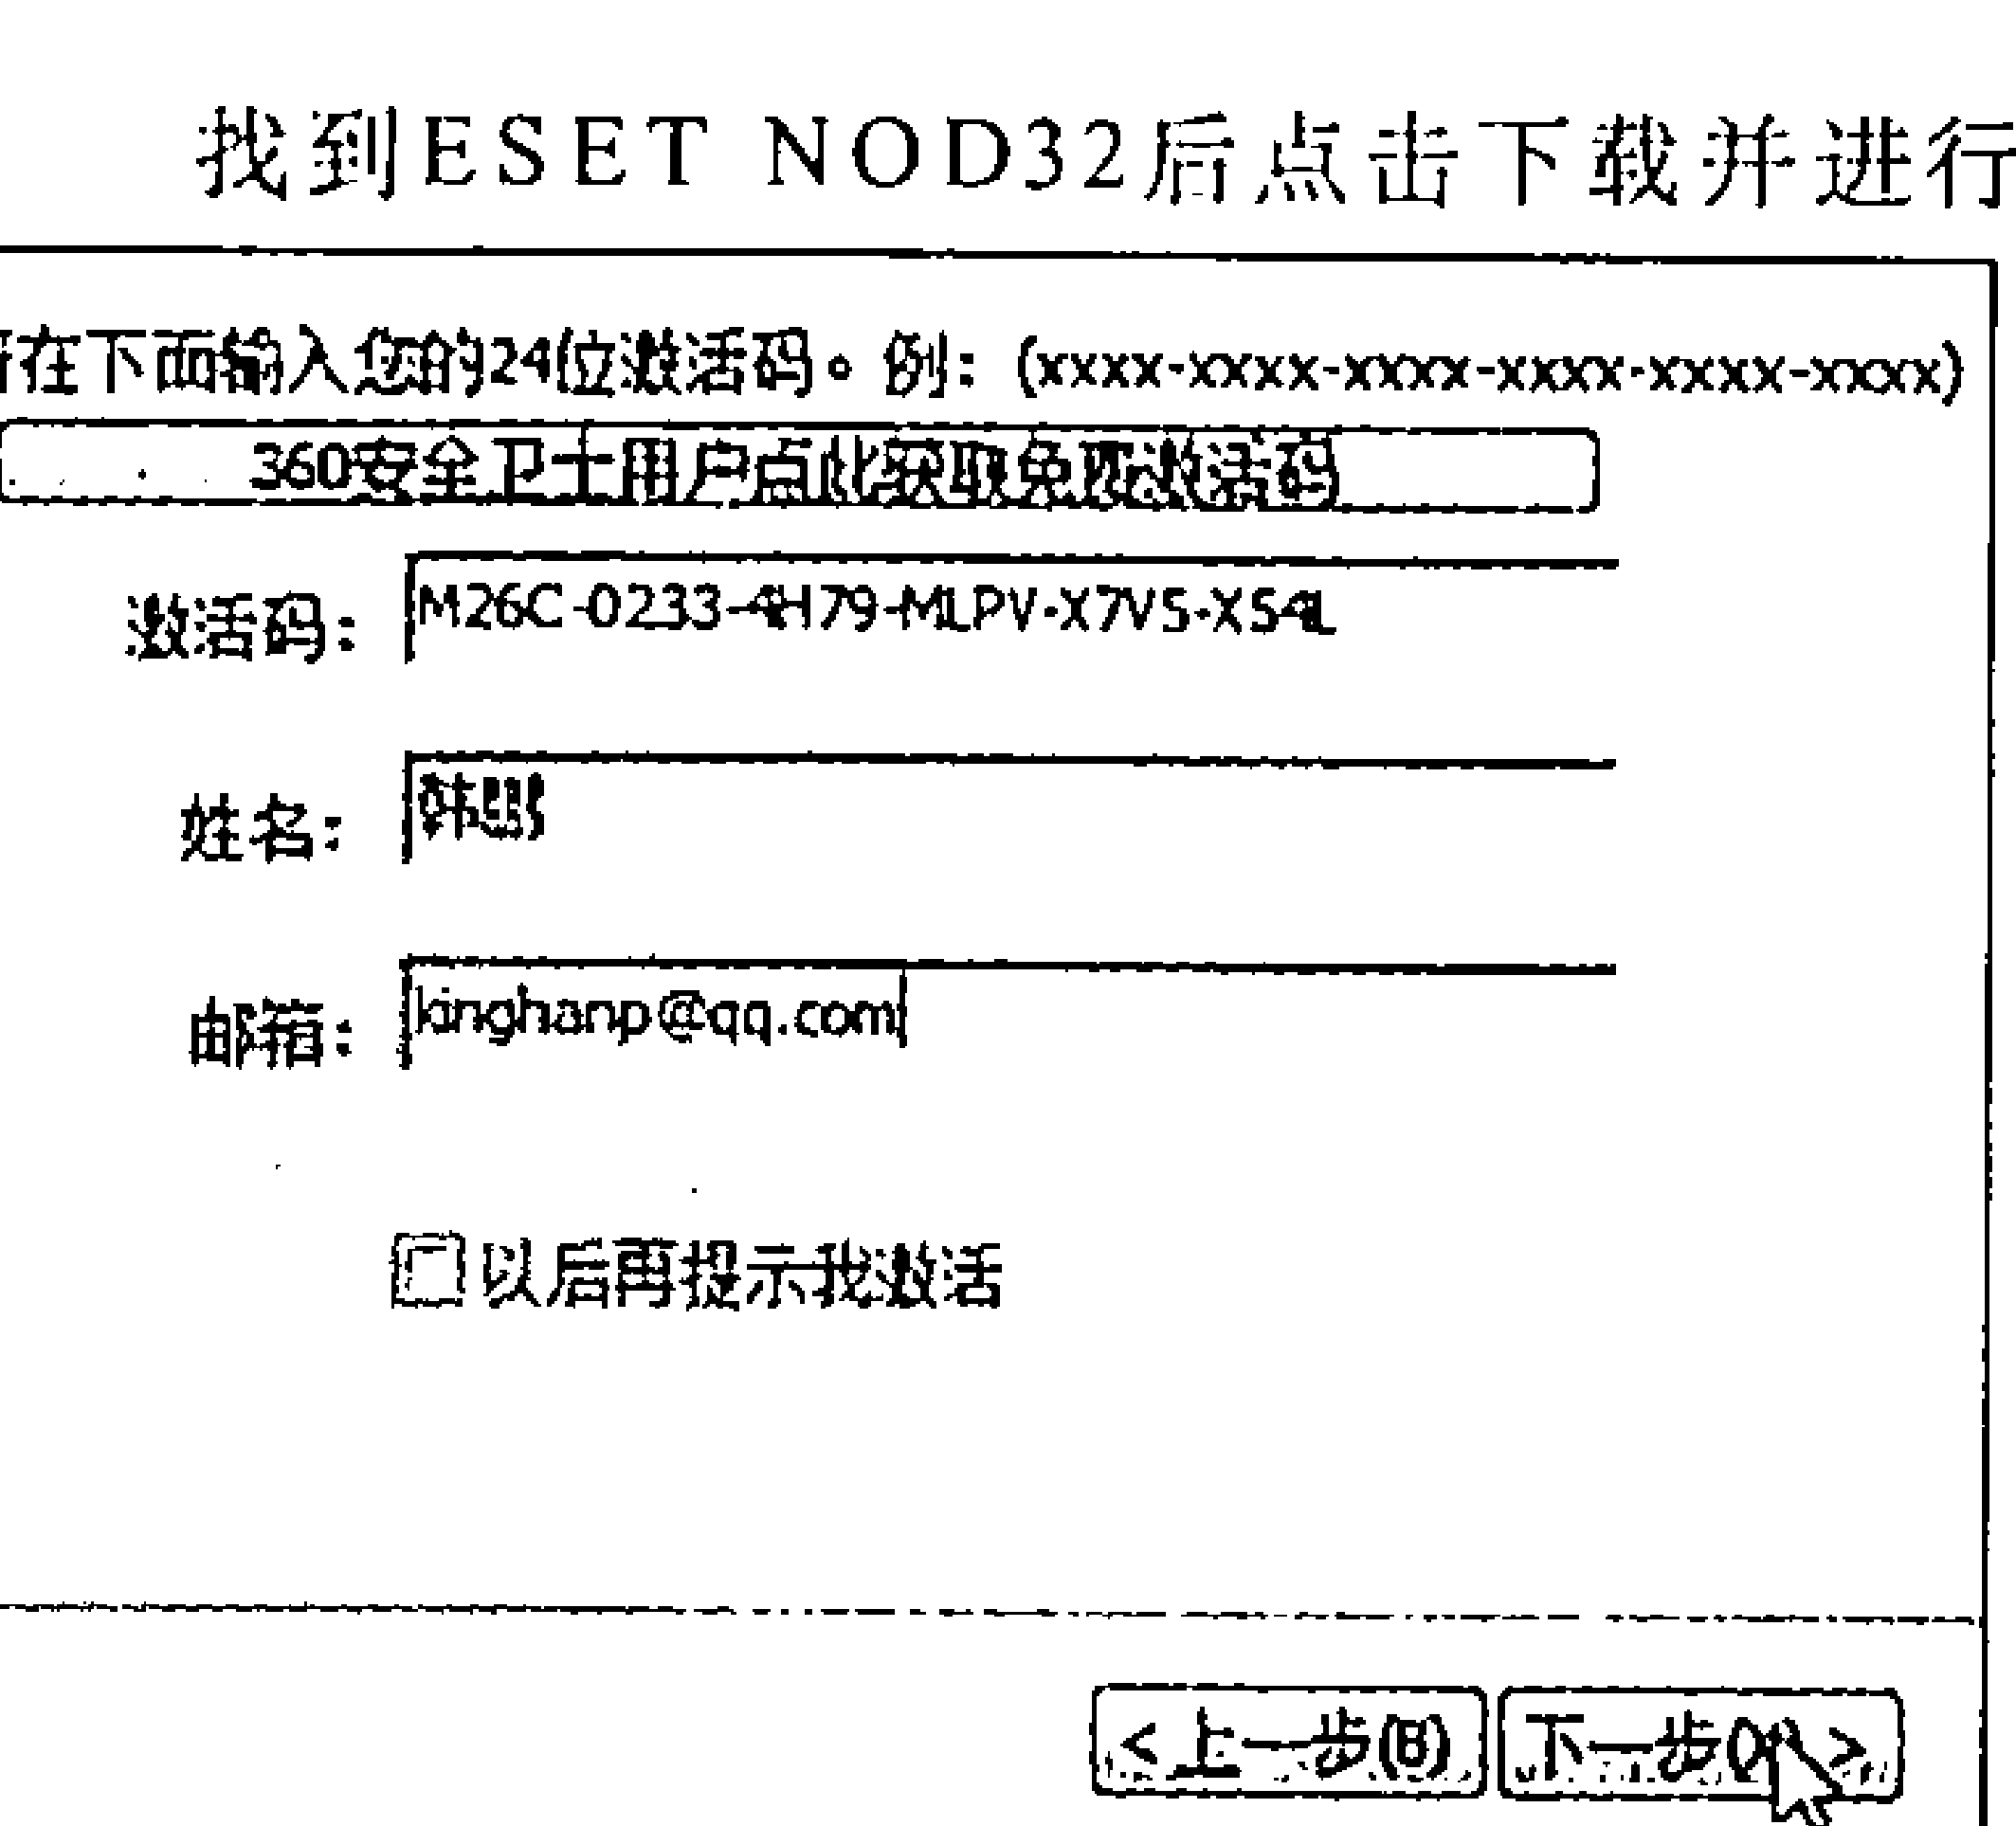 找到ESET NOD32后点击下载并进行
在下面输入您的24位激活码。例：(xxxx-xxxx-xxxx-xxxx-xxxx-xxxx)
360安全卫士用户点此获取免费激活码
激活码： M26C-0233-4H79-MLPV-X7V5-X54L
姓名： 韩
邮箱： kinghanp@qq.com
以后再提示我激活
<上一步(B) 下一步 >